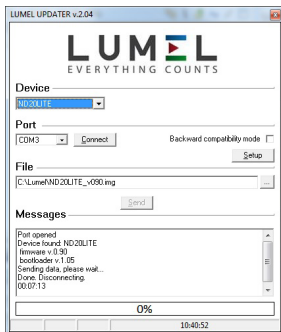 LUMEL UPDATER v.2.04
LUMEL
EVERYTHING COUNTS
Device
ND20LITE
Port
COM3
Connect
Backward compatibility mode
Setup
File
C:\Lumel\ND20LITE_v090.img
...
Send
Messages
Port opened
Device found: ND20LITE
firmware v.0.90
bootloader v.1.05
Sending data, please wait...
Done. Disconnecting.
00:07:13
0%
10:40:52